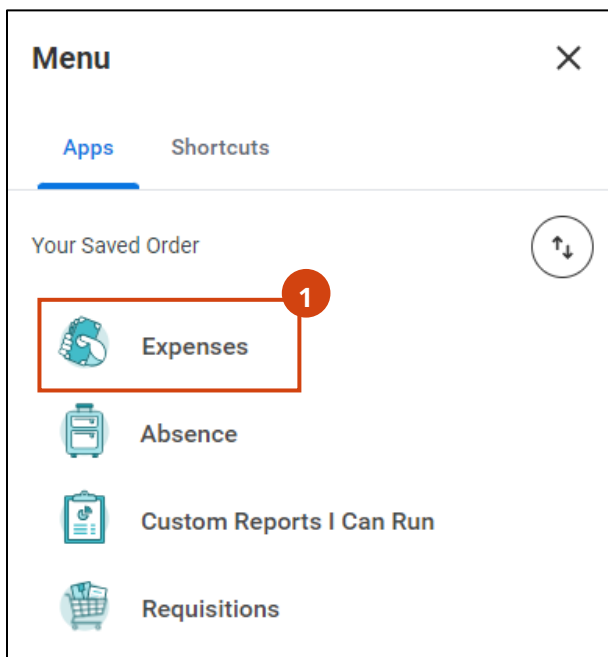 Menu
Apps Shortcuts
Your Saved Order
1
Expenses
Absence
Custom Reports I Can Run
Requisitions